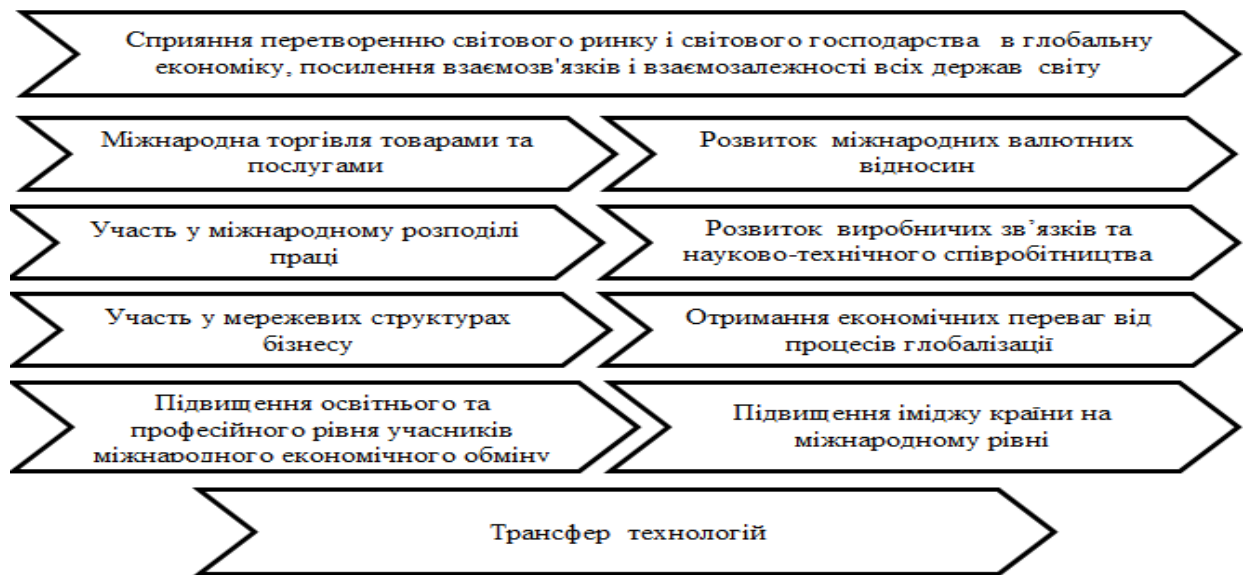 Сприяння перетворенню світового ринку і світового господарства в глобальну
економіку, посилення взаємозв'язків і взаємозалежності всіх держав світу
Міжнародна торгівля товарами та
послугами
Розвиток міжнародних валютних
відносин
Участь у міжнародному розподілі
праці
Розвиток виробничих зв’язків та
науково-технічного співробітництва
Участь у мережевих структурах
бізнесу
Отримання економічних переваг від
процесів глобалізації
Підвищення освітнього та
професійного рівня учасників
міжнародного економічного обміну
Підвищення іміджу країни на
міжнародному рівні
Трансфер технологій